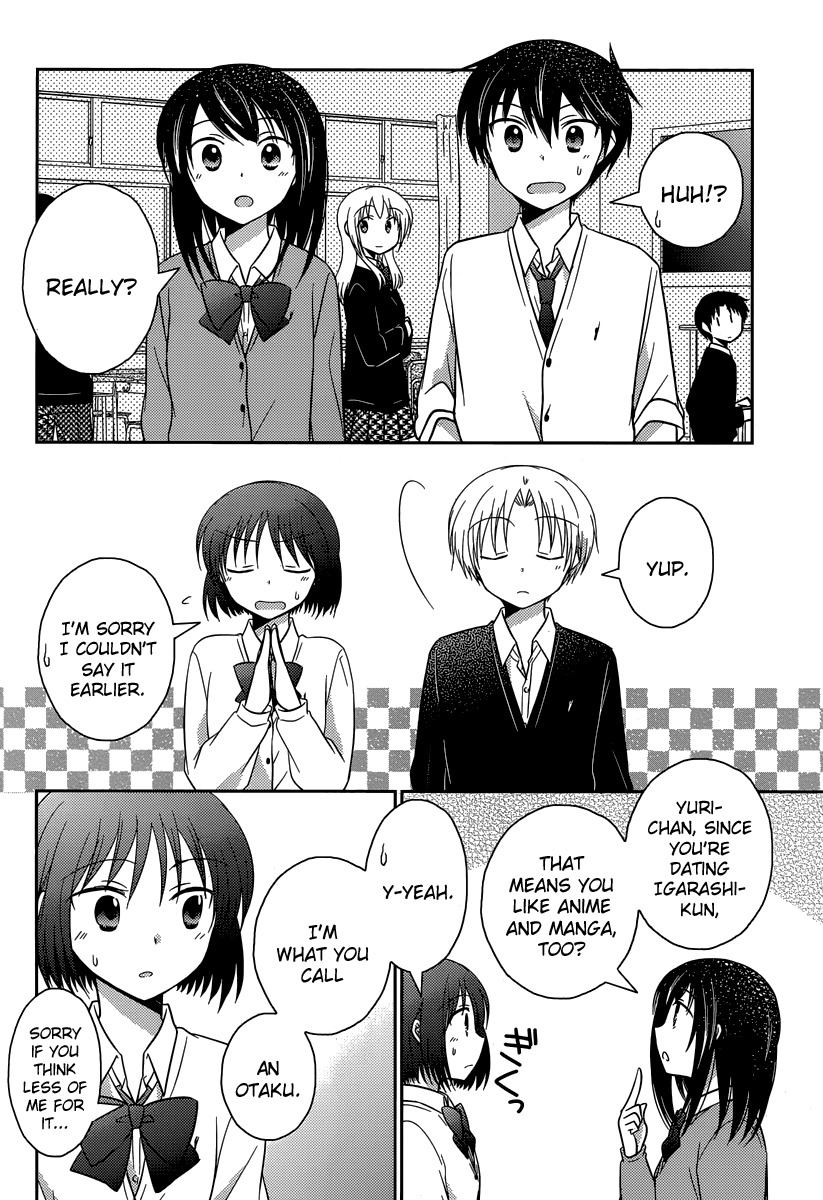 HUH!?
REALLY?
YUP.
I'M SORRY
I COULDN'T
SAY IT
EARLIER.
YURI-
CHAN, SINCE
YOU'RE
DATING
IGARASHI-
KUN,
THAT
MEANS YOU
LIKE ANIME
AND MANGA,
TOO?
Y-YEAH.
I'M
WHAT YOU
CALL
AN
OTAKU.
SORRY
IF YOU
THINK
LESS OF
ME FOR
IT...